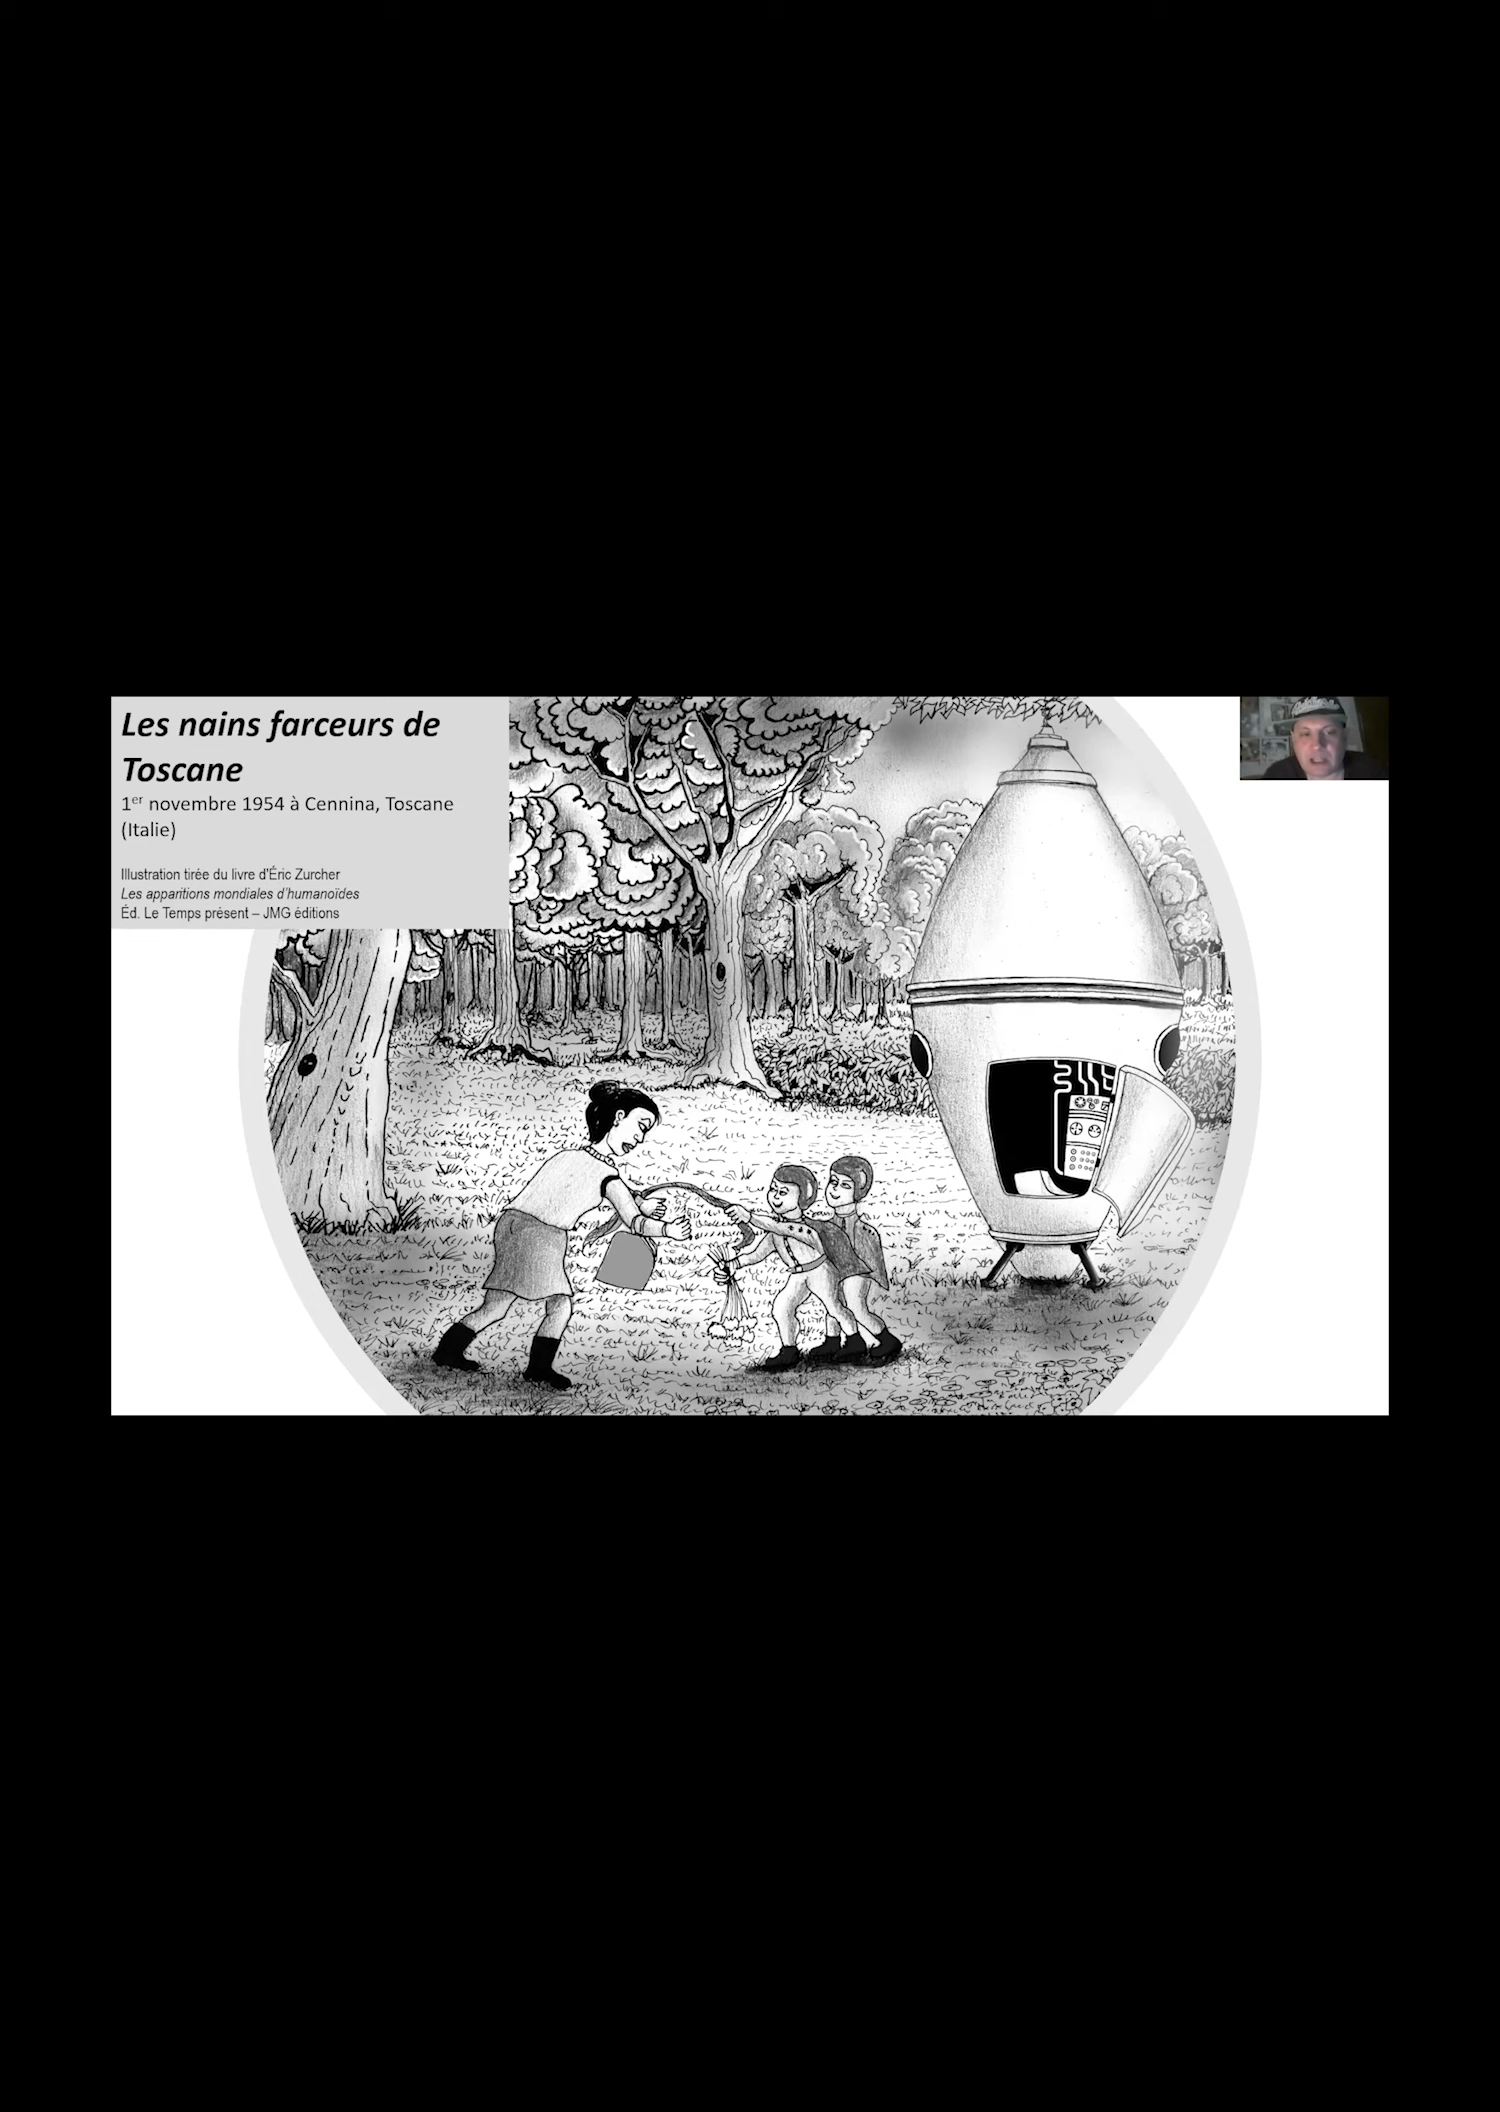 Les nains farceurs de
Toscane
1er novembre 1954 à Cennina, Toscane
(Italie)
Illustration tirée du livre d'Éric Zurcher
Les apparitions mondiales d'humanoïdes
Éd. Le Temps présent – JMG éditions